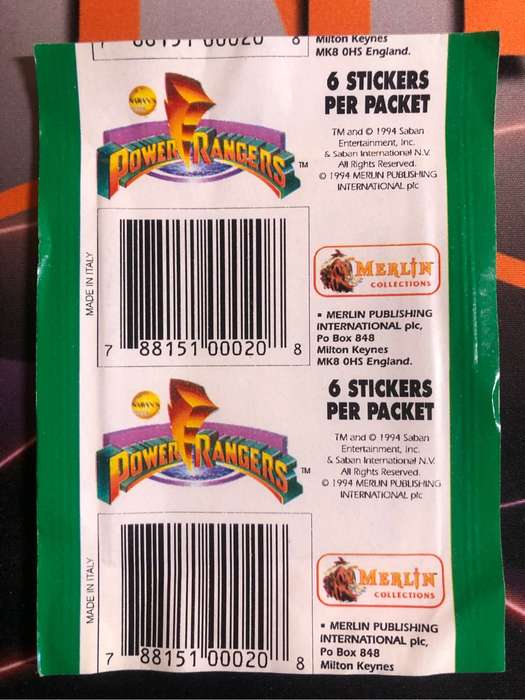 7 88151 00020 8
Milton Keynes
MK8 0HS England.
SABAN'S
POWER RANGERS TM
6 STICKERS
PER PACKET
TM and © 1994 Saban
Entertainment, Inc.
& Saban International N.V.
All Rights Reserved.
© 1994 MERLIN PUBLISHING
INTERNATIONAL plc
MADE IN ITALY
7 88151 00020 8
MERLIN
COLLECTIONS
▪ MERLIN PUBLISHING
INTERNATIONAL plc,
Po Box 848
Milton Keynes
MK8 0HS England.
SABAN'S
POWER RANGERS TM
6 STICKERS
PER PACKET
TM and © 1994 Saban
Entertainment, Inc.
& Saban International N.V.
All Rights Reserved.
© 1994 MERLIN PUBLISHING
INTERNATIONAL plc
MADE IN ITALY
7 88151 00020 8
MERLIN
COLLECTIONS
▪ MERLIN PUBLISHING
INTERNATIONAL plc,
Po Box 848
Milton Keynes